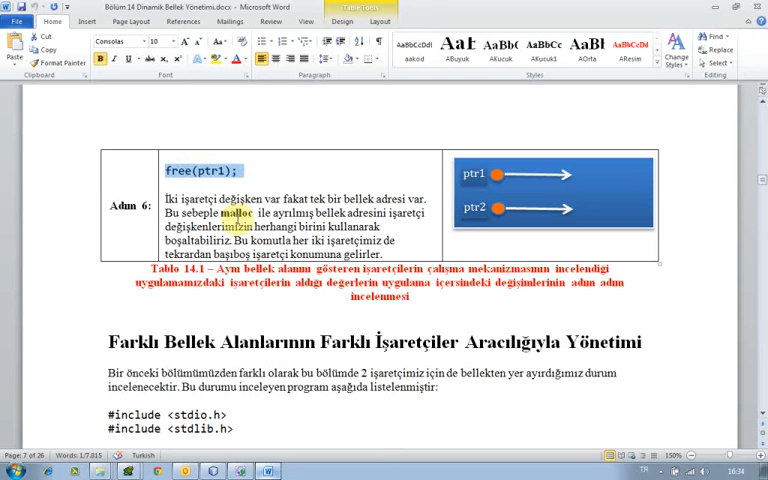 Bölüm 14 Dinamik Bellek Yönetimi.docx - Microsoft Word
Table Tools
File Home Insert Page Layout References Mailings Review View Design Layout
Paste
Cut
Copy
Format Painter
Consolas 10
AaBbCcDd AaBł AaBbCc AaBbCc AaBbl AaBbCcDd
aakod ABuyuk AKucuk AKucuk1 AOrta AResim
Change Styles
Find
Replace
Select
Clipboard Font Paragraph Styles Editing
Adım 6:
free(ptr1);
İki işaretçi değişken var fakat tek bir bellek adresi var.
Bu sebeple malloc ile ayrılmış bellek adresini işaretçi
değişkenlerimizin herhangi birini kullanarak
boşaltabiliriz. Bu komutla her iki işaretçimiz de
tekrardan başıboş işaretçi konumuna gelirler.
ptr1
ptr2
Tablo 14.1 – Aynı bellek alanını gösteren işaretçilerin çalışma mekanizmasının incelendiği
uygulamamızdaki işaretçilerin aldığı değerlerin uygulama içersindeki değişimlerinin adım adım
incelenmesi
Farklı Bellek Alanlarının Farklı İşaretçiler Aracılığıyla Yönetimi
Bir önceki bölümümüzden farklı olarak bu bölümde 2 işaretçimiz için de bellekten yer ayırdığımız durum
incelenecektir. Bu durumu inceleyen program aşağıda listelenmiştir:
#include <stdio.h>
#include <stdlib.h>
Page: 7 of 26 Words: 1/7.815 Turkish 150%
TR 16:34